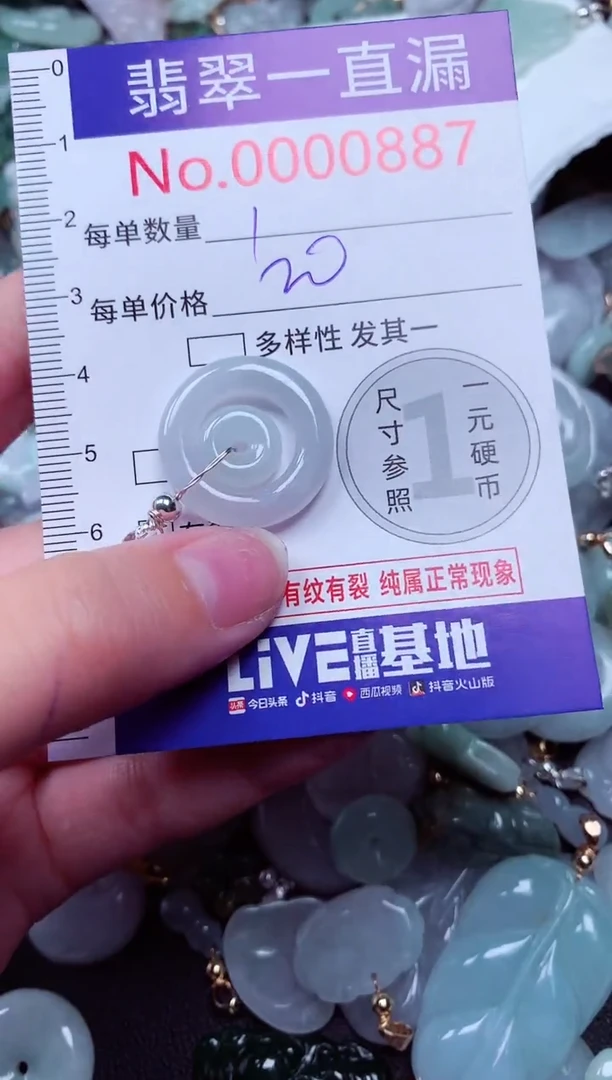 翡翠一直漏
No.0000887
每单数量 1
每单价格 20
多样性 发其一
尺寸参照
1
一元硬币
有纹有裂 纯属正常现象
LiVE直播基地
头条 今日头条 抖音 西瓜视频 抖音火山版
0
1
2
3
4
5
6